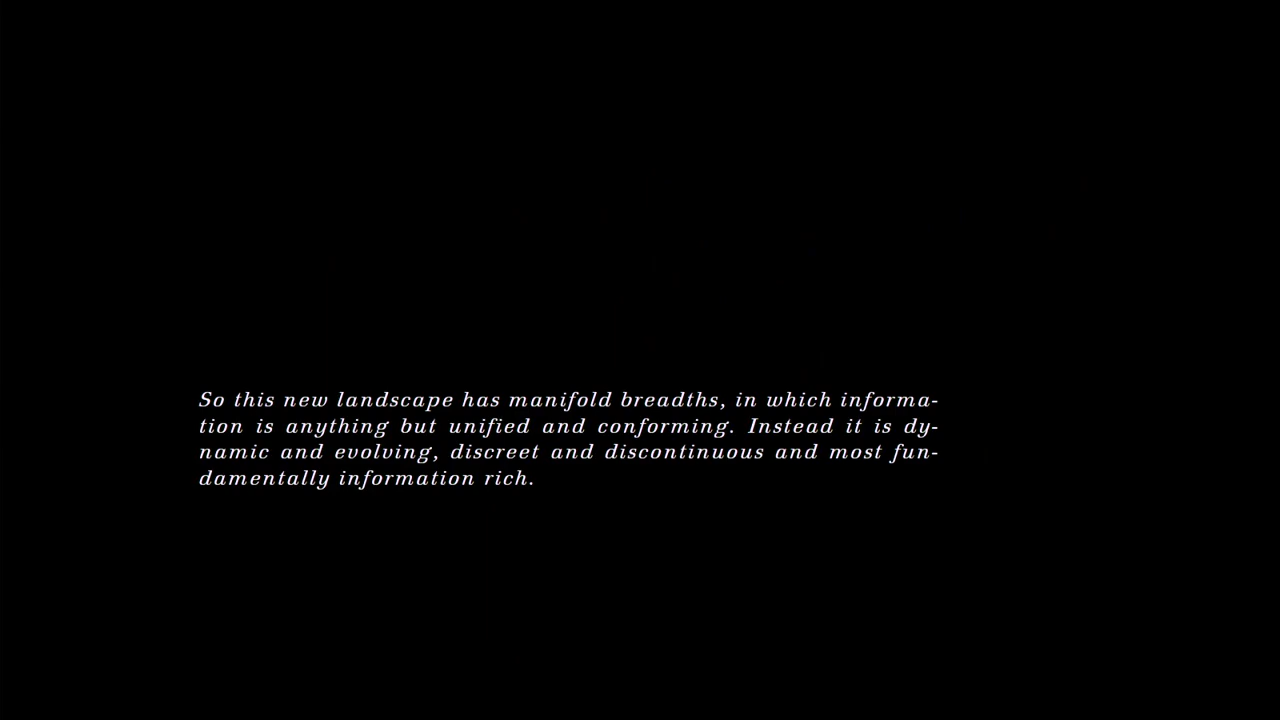 So this new landscape has manifold breadths, in which informa-
tion is anything but unified and conforming. Instead it is dy-
namic and evolving, discreet and discontinuous and most fun-
damentally information rich.